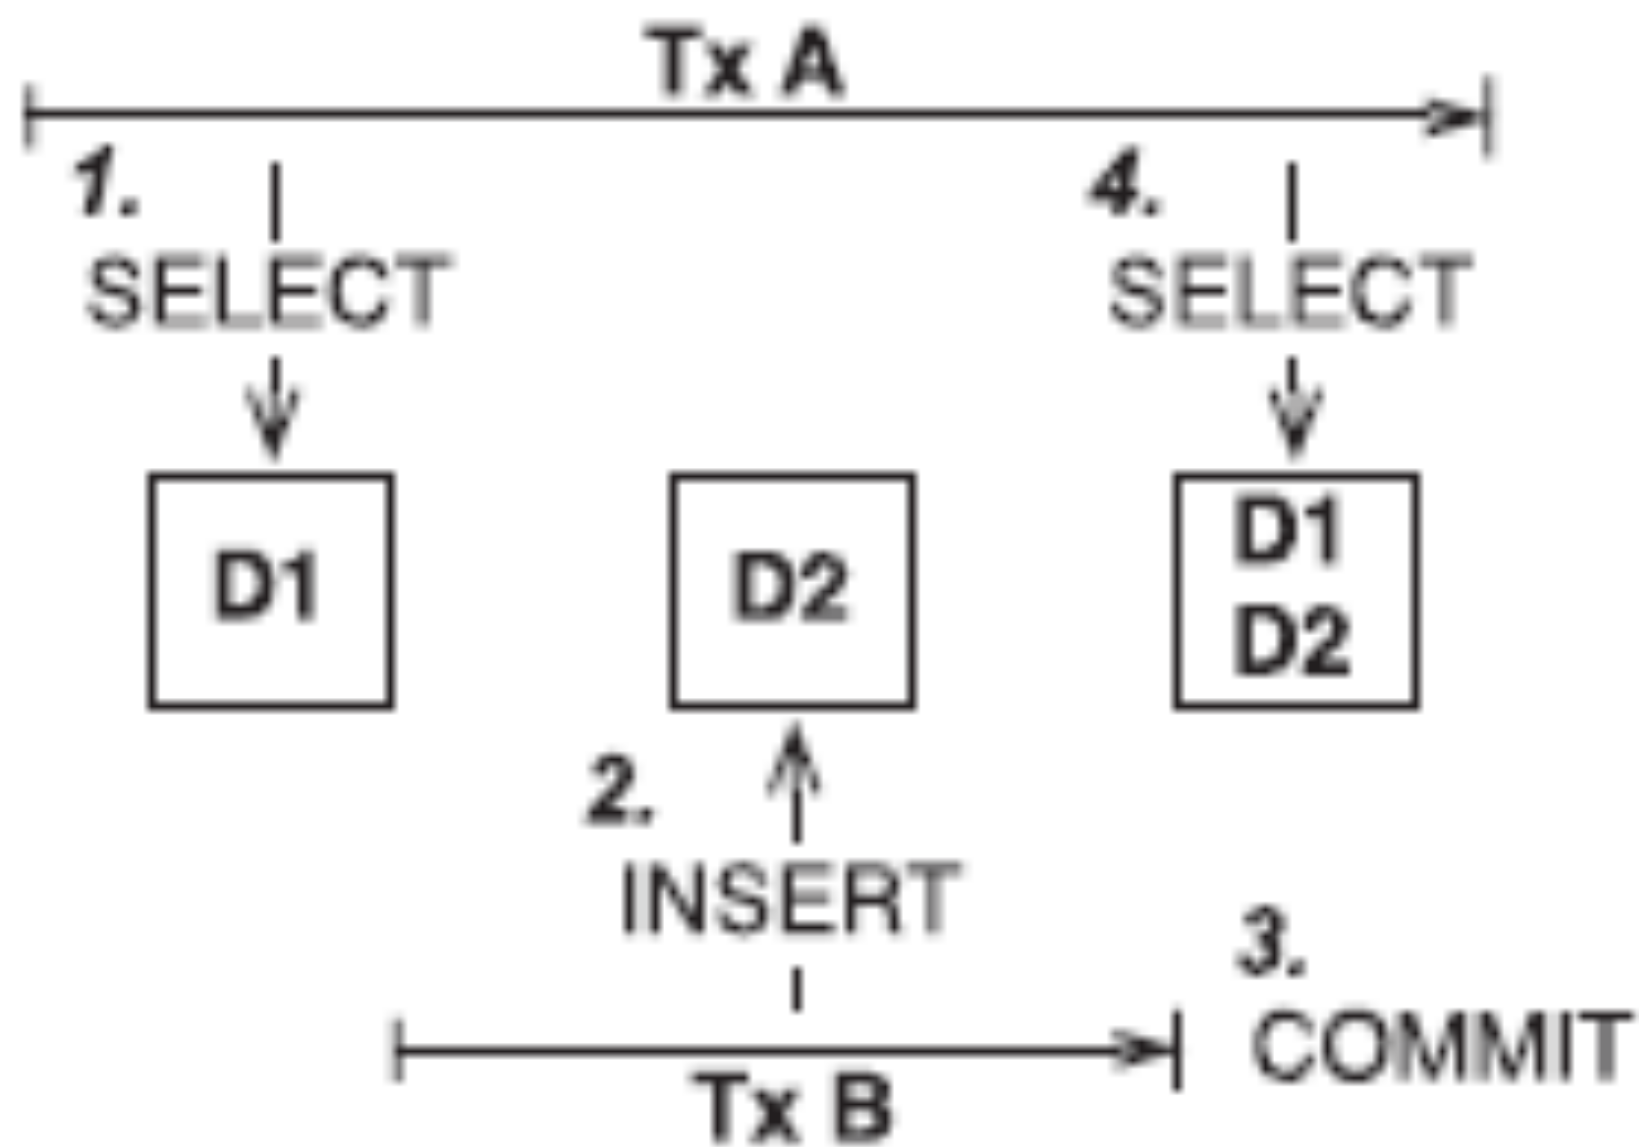 Tx A
1.
SELECT
4.
SELECT
D1
D2
D1
D2
2.
INSERT
3.
COMMIT
Tx B